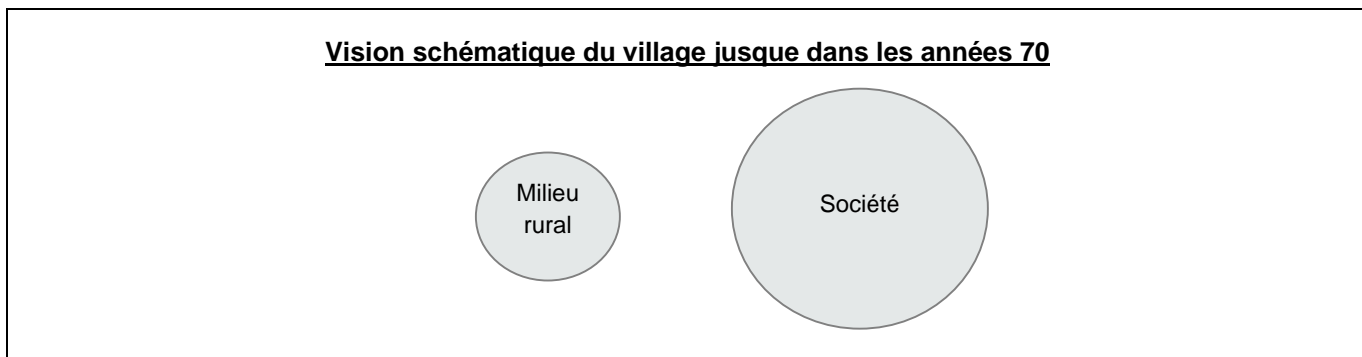 Vision schématique du village jusque dans les années 70
Milieu
rural
Société